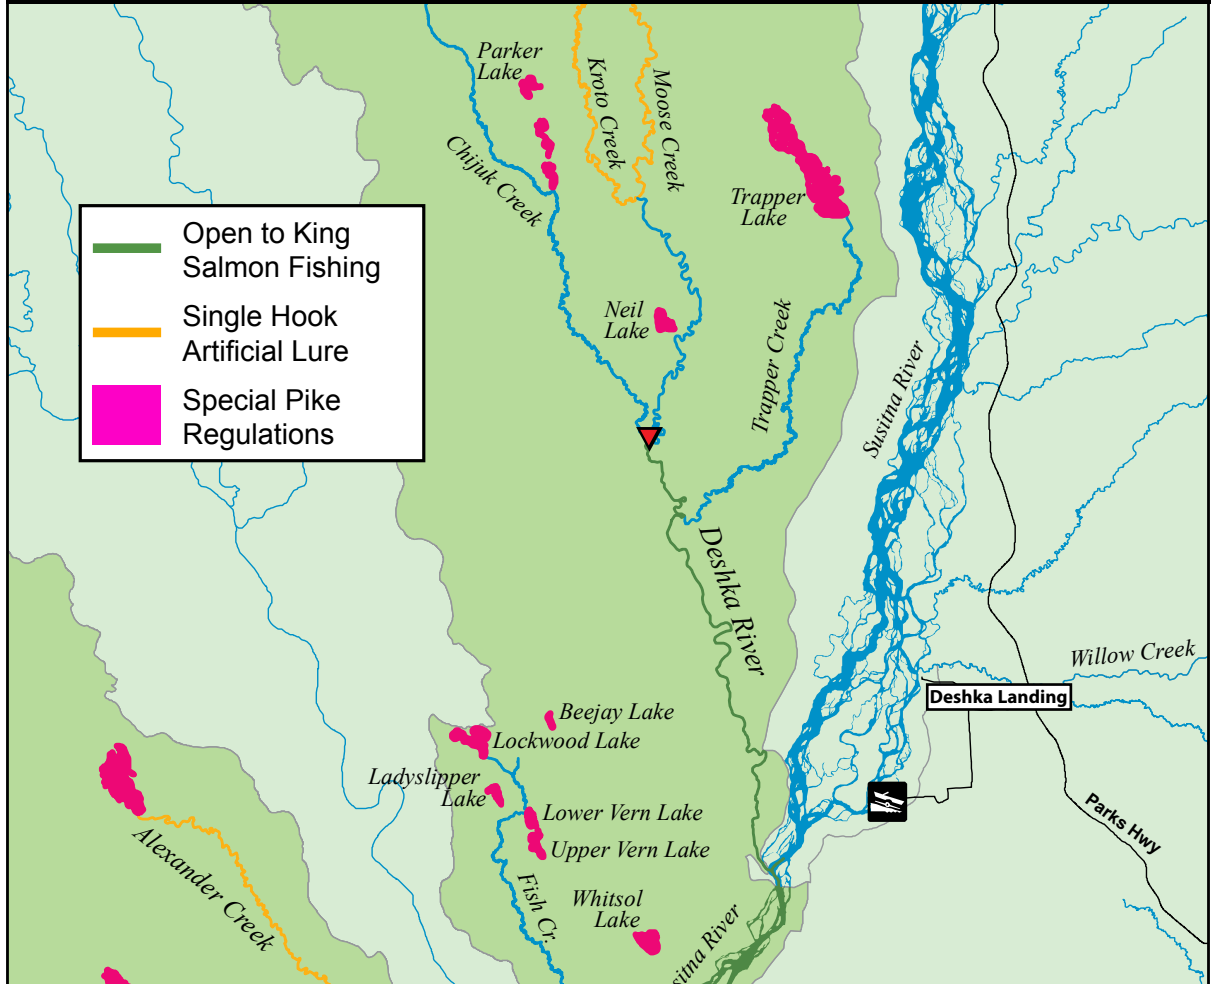 Parker
Lake
Kroto Creek
Moose Creek
Chijuk Creek
Trapper
Lake
Open to King
Salmon Fishing
Single Hook
Artificial Lure
Special Pike
Regulations
Neil
Lake
Trapper Creek
Susitna River
Deshka River
Willow Creek
Deshka Landing
Beejay Lake
Lockwood Lake
Ladyslipper
Lake
Lower Vern Lake
Upper Vern Lake
Parks Hwy
Alexander Creek
Fish Cr.
Whitsol
Lake
sitna River